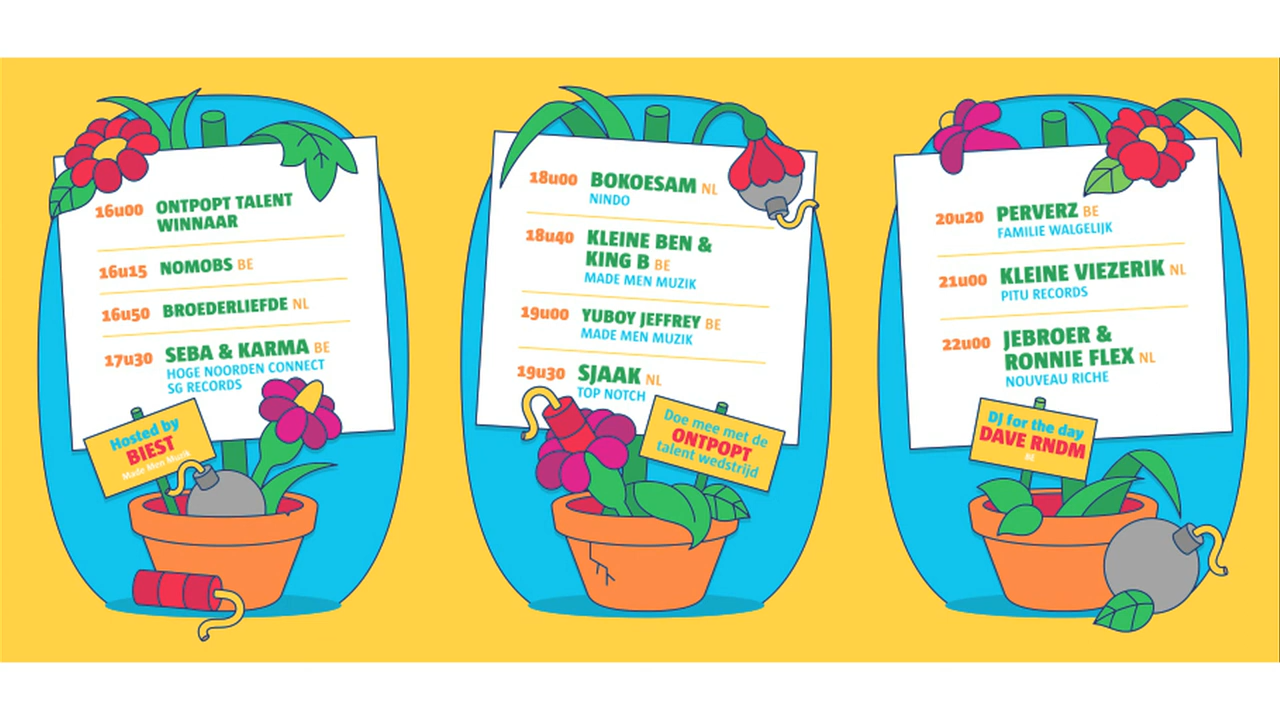 16u00 ONTPOPT TALENT
WINNAAR
16u15 NOMOBS BE
16u50 BROEDERLIEFDE NL
17u30 SEBA & KARMA BE
HOGE NOORDEN CONNECT
SG RECORDS
Hosted by
BIEST
Made Men Muzik
18u00 BOKOESAM NL
NINDO
18u40 KLEINE BEN &
KING B BE
MADE MEN MUZIK
19u00 YUBOY JEFFREY BE
MADE MEN MUZIK
19u30 SJAAK NL
TOP NOTCH
Doe mee met de
ONTPOPT
talent wedstrijd
20u20 PERVERZ BE
FAMILIE WALGELIJK
21u00 KLEINE VIEZERIK NL
PITU RECORDS
22u00 JEBROER &
RONNIE FLEX NL
NOUVEAU RICHE
DJ for the day
DAVE RNDM
BE